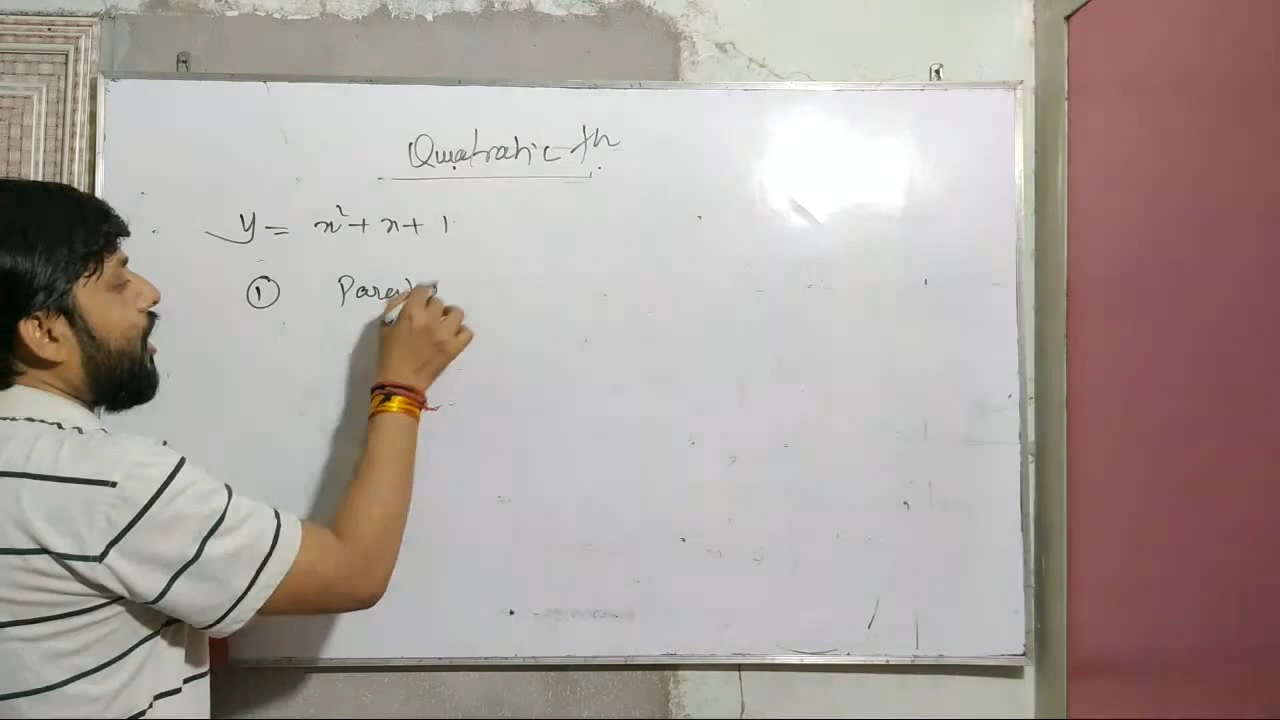 Quadratic fn
y = x² + x + 1
① Para